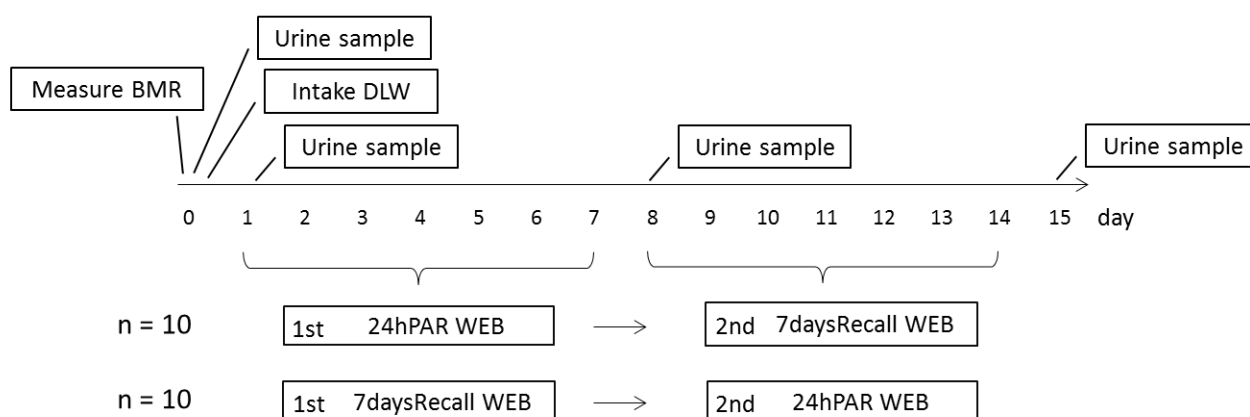 Urine sample
Measure BMR
Intake DLW
Urine sample
Urine sample
Urine sample
0 1 2 3 4 5 6 7 8 9 10 11 12 13 14 15 day
n = 10 1st 24hPAR WEB 2nd 7daysRecall WEB
n = 10 1st 7daysRecall WEB 2nd 24hPAR WEB